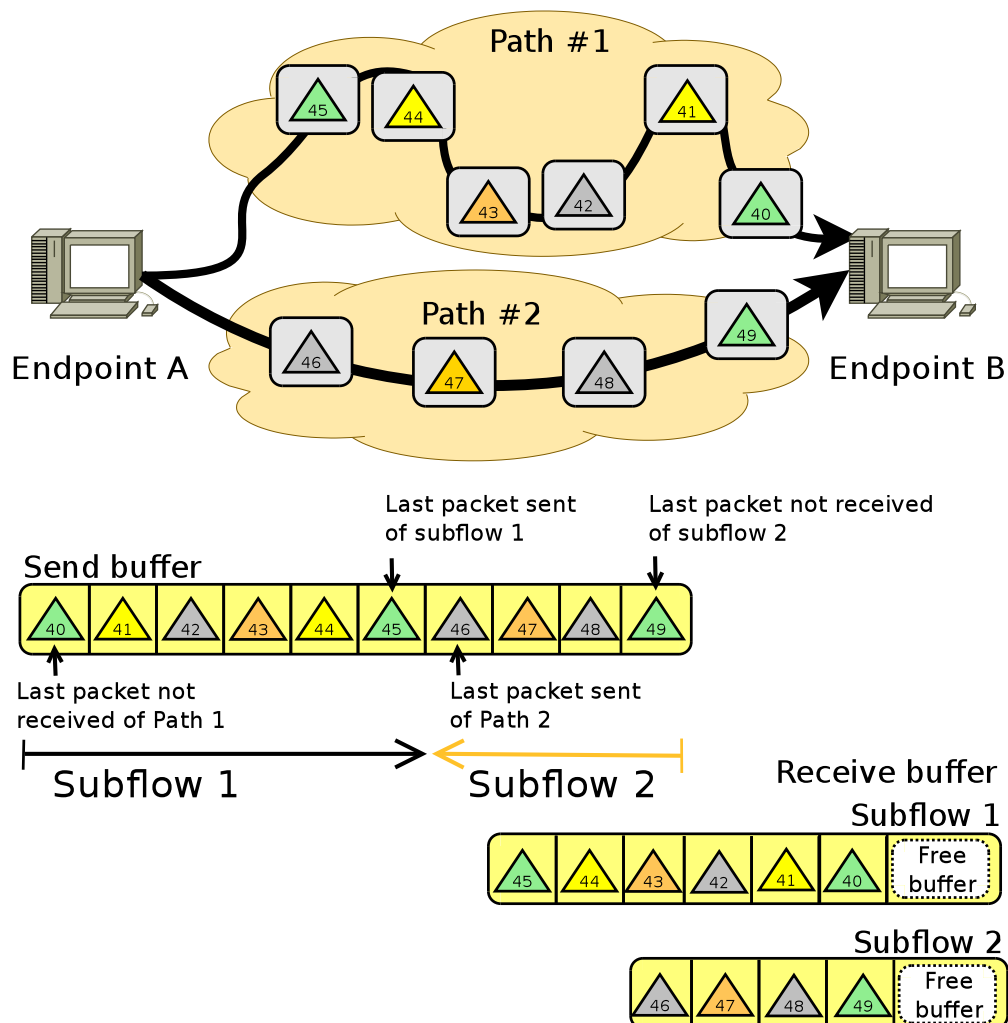 Path #1
45
44
41
43
42
40
Path #2
46
47
48
49
Endpoint A
Endpoint B
Last packet sent
of subflow 1
Last packet not received
of subflow 2
Send buffer
40 41 42 43 44 45 46 47 48 49
Last packet not
received of Path 1
Last packet sent
of Path 2
Subflow 1
Subflow 2
Receive buffer
Subflow 1
45 44 43 42 41 40
Free
buffer
Subflow 2
46 47 48 49
Free
buffer